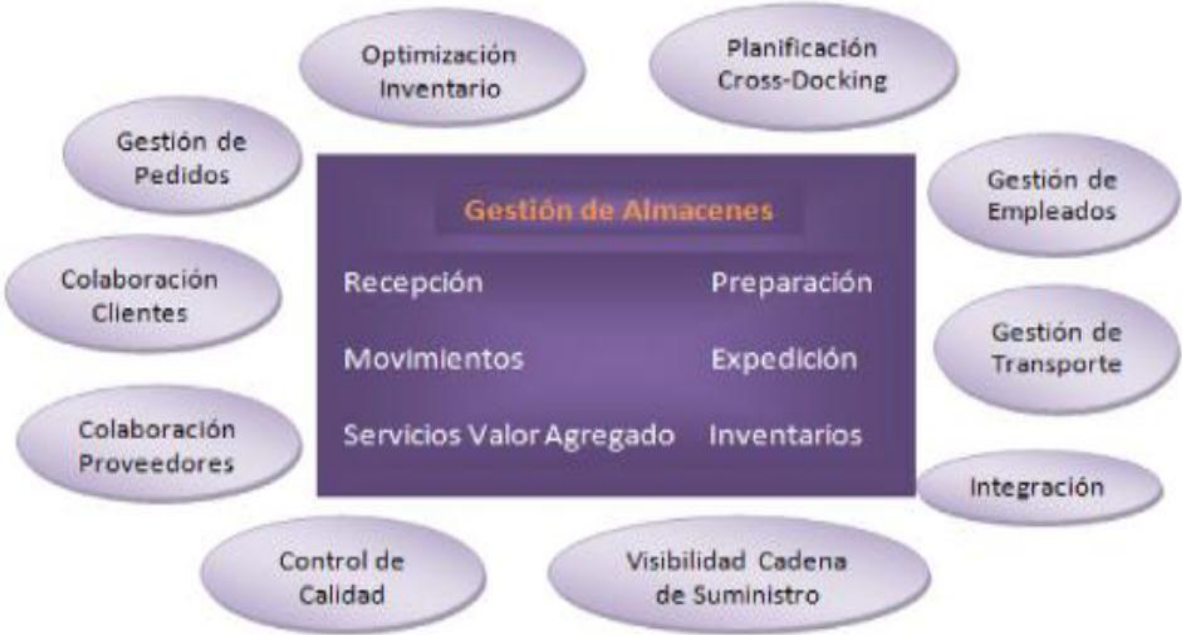 Optimización
Inventario
Planificación
Cross-Docking
Gestión de
Pedidos
Gestión de
Empleados
Gestión de Almacenes
Colaboración
Clientes
Recepción
Preparación
Gestión de
Transporte
Movimientos
Expedición
Colaboración
Proveedores
Servicios Valor Agregado
Inventarios
Integración
Control de
Calidad
Visibilidad Cadena
de Suministro